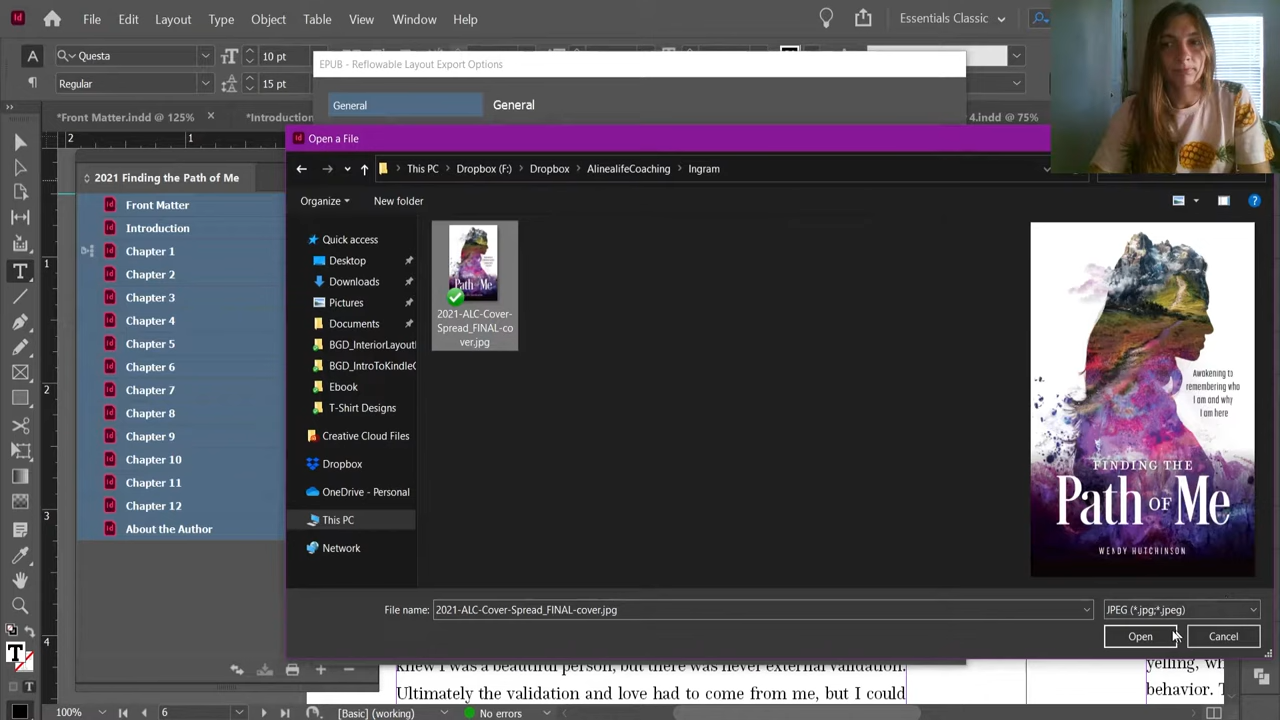 File Edit Layout Type Object Table View Window Help
Essentials Classic
Questa
10 pt
Regular
15 pt
EPUB - Reflowable Layout Export Options
General
General
*Front Matter.indd @ 125%
*Introduction
4.indd @ 75%
2 1
Open a File
2021 Finding the Path of Me
This PC Dropbox (F:) Dropbox AlinealifeCoaching Ingram
Organize New folder
Front Matter
Introduction
Chapter 1
Chapter 2
Chapter 3
Chapter 4
Chapter 5
Chapter 6
Chapter 7
Chapter 8
Chapter 9
Chapter 10
Chapter 11
Chapter 12
About the Author
Quick access
Desktop
Downloads
Pictures
Documents
BGD_InteriorLayout
BGD_IntroToKindleC
Ebook
T-Shirt Designs
Creative Cloud Files
Dropbox
OneDrive - Personal
This PC
Network
2021-ALC-Cover-
Spread_FINAL-co
ver.jpg
Awakening to
remembering who
I am and why
I am here
FINDING THE
Path OF Me
WENDY HUTCHINSON
File name: 2021-ALC-Cover-Spread_FINAL-cover.jpg
JPEG (*.jpg;*.jpeg)
Open Cancel
knew I was a beautiful person, but there was never external validation.
Ultimately the validation and love had to come from me, but I could
yelling, wh
behavior. T
100% 6 [Basic] (working) No errors